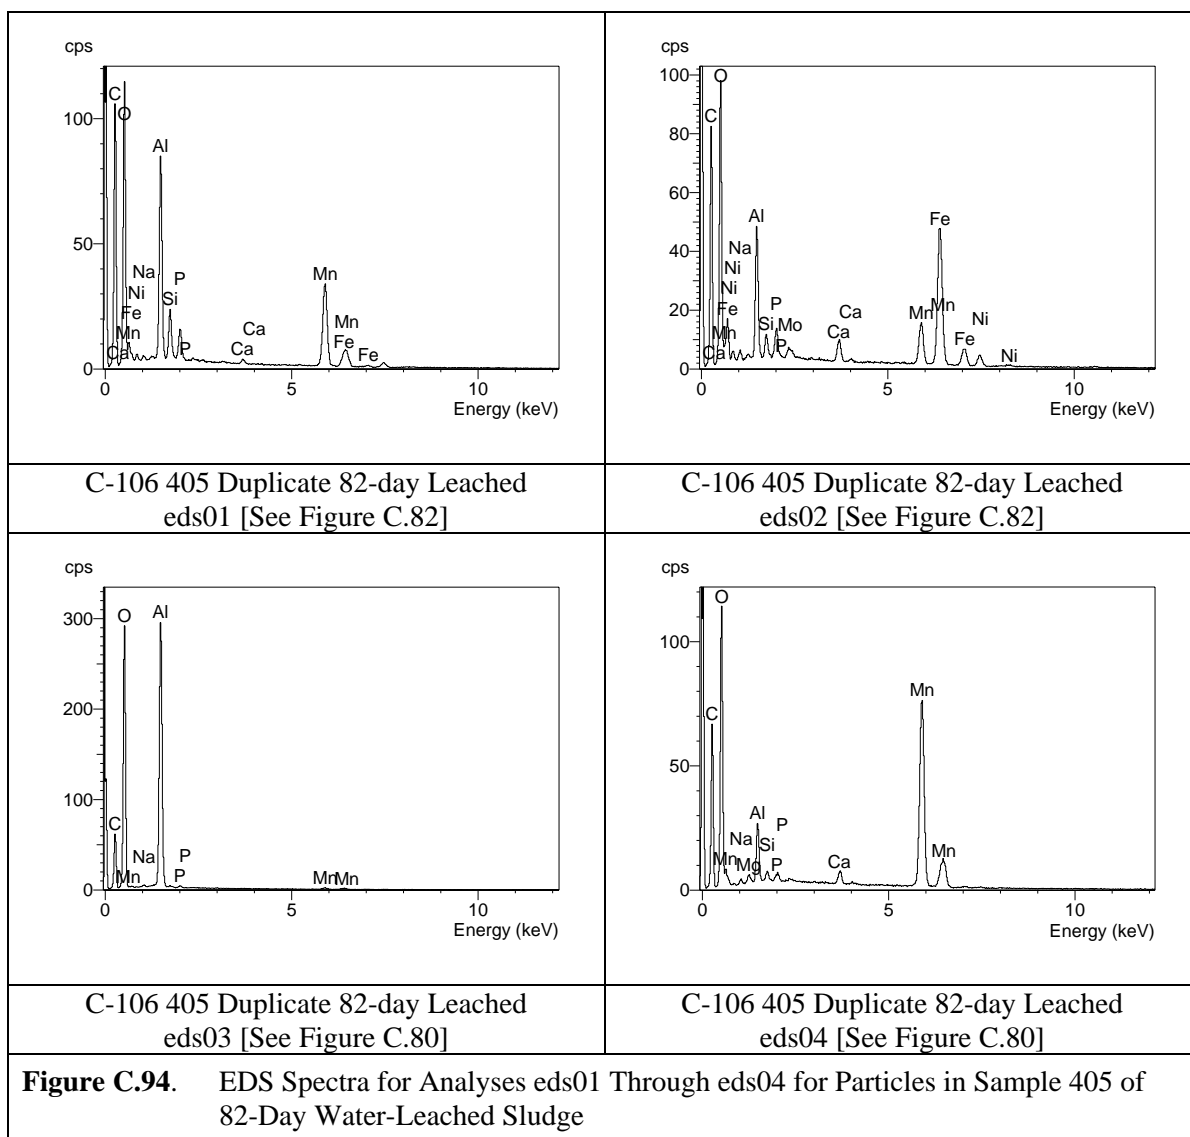 cps
C
O
Al
Na
P
Ni
Fe
Si
Mn
Ca
P
Ca
Ca
Mn
Mn
Fe
Fe
100
50
0
0
5
10
Energy (keV)
C-106 405 Duplicate 82-day Leached
eds01 [See Figure C.82]
cps
O
C
Al
Na
Ni
P
Ni
Fe
Si
Mo
Mn
Ca
P
Ca
Ca
Fe
Mn
Mn
Ni
Fe
Ni
100
80
60
40
20
0
0
5
10
Energy (keV)
C-106 405 Duplicate 82-day Leached
eds02 [See Figure C.82]
cps
O
Al
C
Na
P
Mn
P
Mn
Mn
300
200
100
0
0
5
10
Energy (keV)
C-106 405 Duplicate 82-day Leached
eds03 [See Figure C.80]
cps
O
C
Mn
Al
P
Na
Si
Mn
Mg
P
Ca
Mn
100
50
0
0
5
10
Energy (keV)
C-106 405 Duplicate 82-day Leached
eds04 [See Figure C.80]
Figure C.94. EDS Spectra for Analyses eds01 Through eds04 for Particles in Sample 405 of
82-Day Water-Leached Sludge